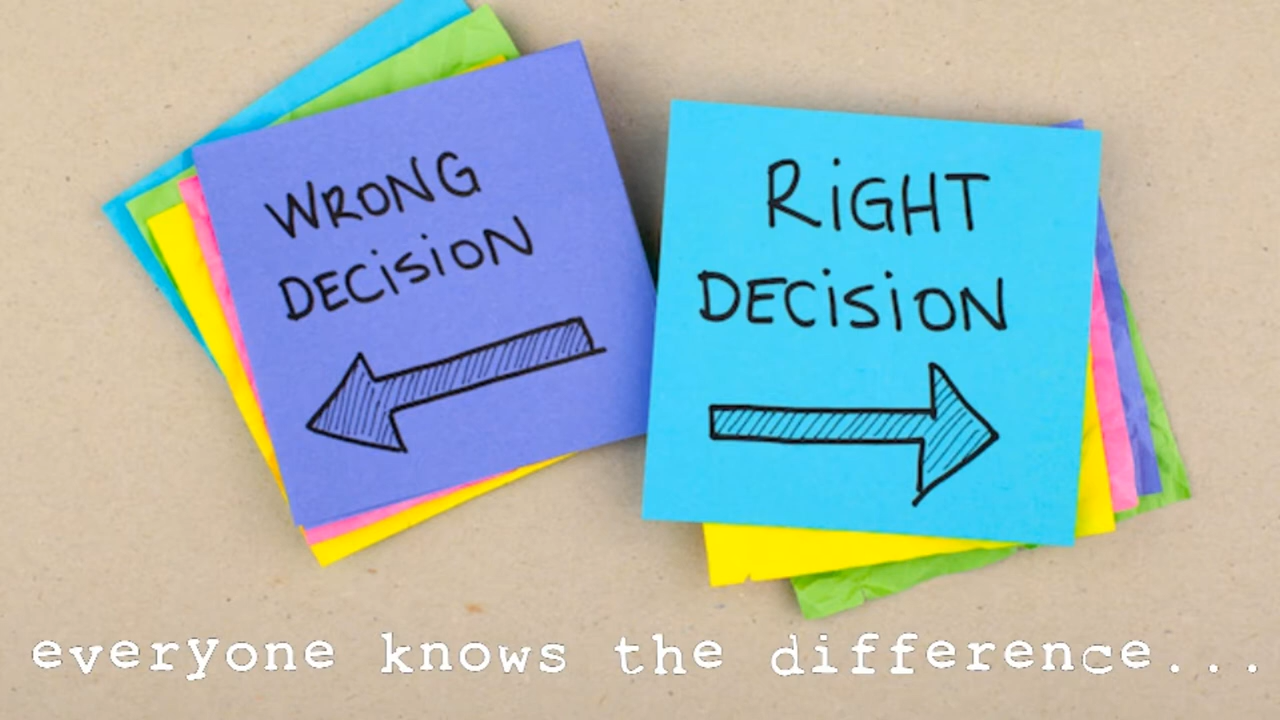 WRONG
DECiSiON
RiGHT
DECiSiON
everyone knows the difference...